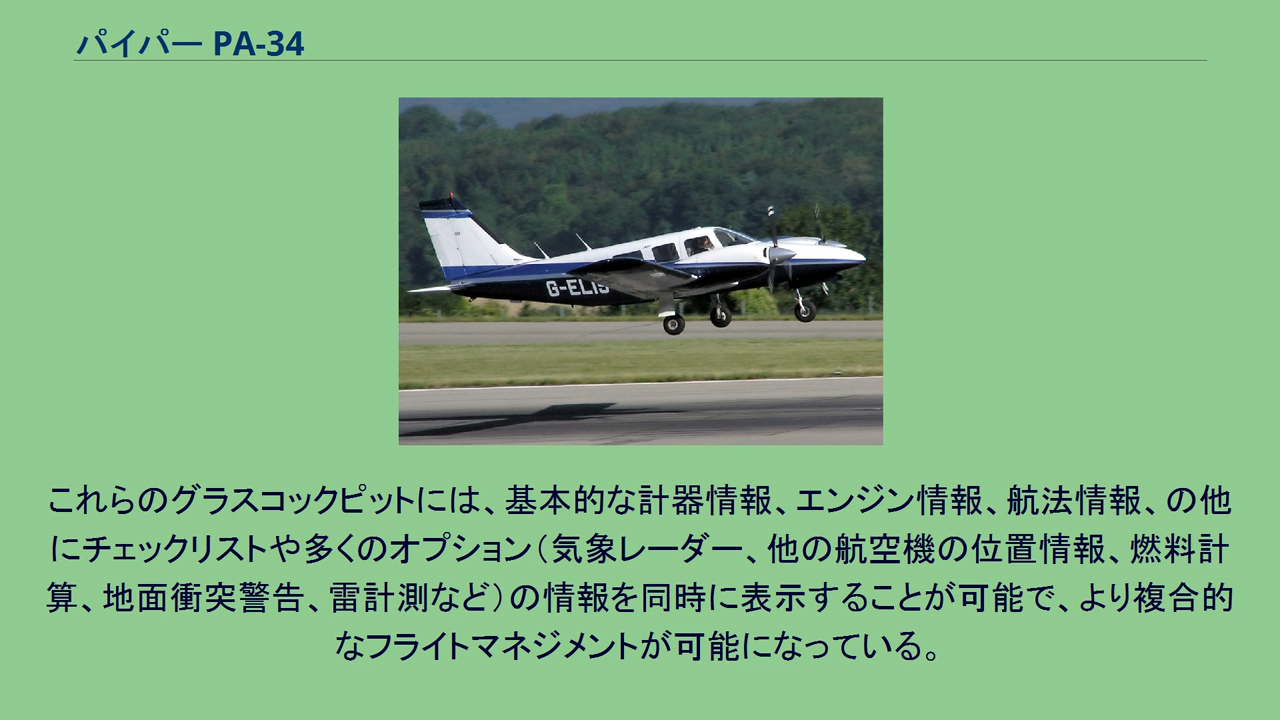 パイパー PA-34
G-ELIS
これらのグラスコックピットには、基本的な計器情報、エンジン情報、航法情報、の他
にチェックリストや多くのオプション（気象レーダー、他の航空機の位置情報、燃料計
算、地面衝突警告、雷計測など）の情報を同時に表示することが可能で、より複合的
なフライトマネジメントが可能になっている。